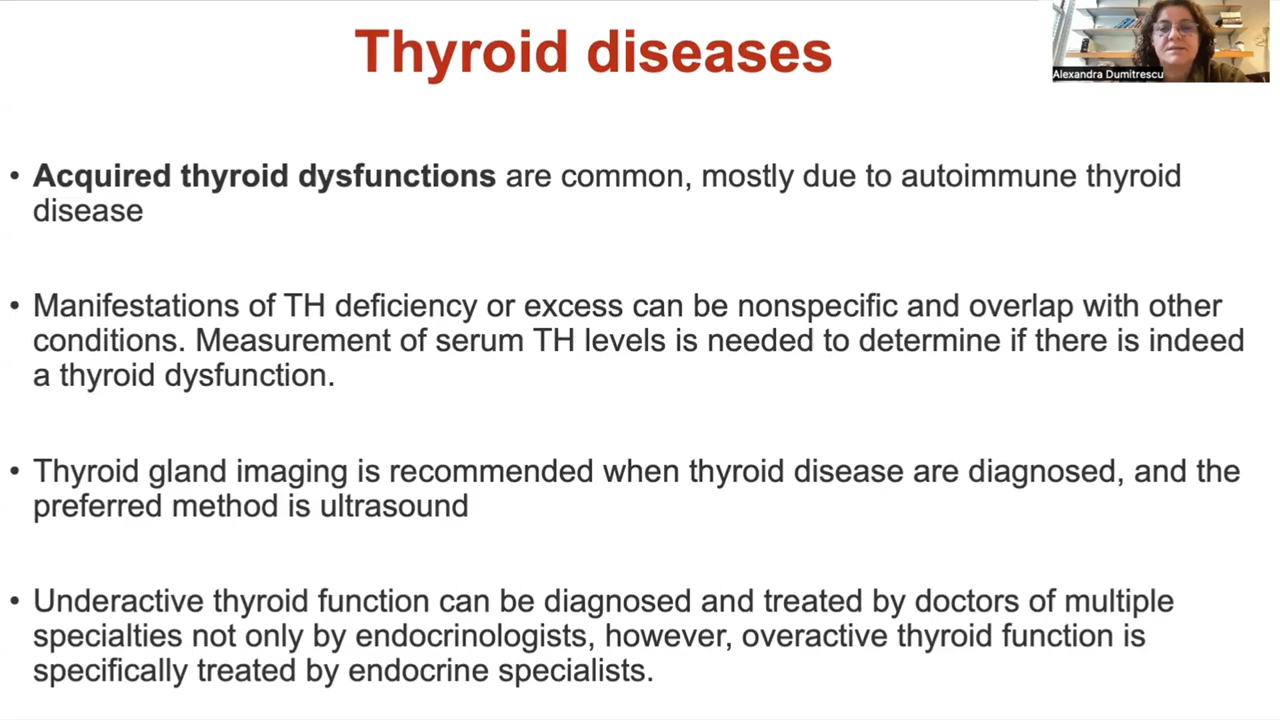 Thyroid diseases
Alexandra Dumitrescu
• Acquired thyroid dysfunctions are common, mostly due to autoimmune thyroid
disease
• Manifestations of TH deficiency or excess can be nonspecific and overlap with other
conditions. Measurement of serum TH levels is needed to determine if there is indeed
a thyroid dysfunction.
• Thyroid gland imaging is recommended when thyroid disease are diagnosed, and the
preferred method is ultrasound
• Underactive thyroid function can be diagnosed and treated by doctors of multiple
specialties not only by endocrinologists, however, overactive thyroid function is
specifically treated by endocrine specialists.